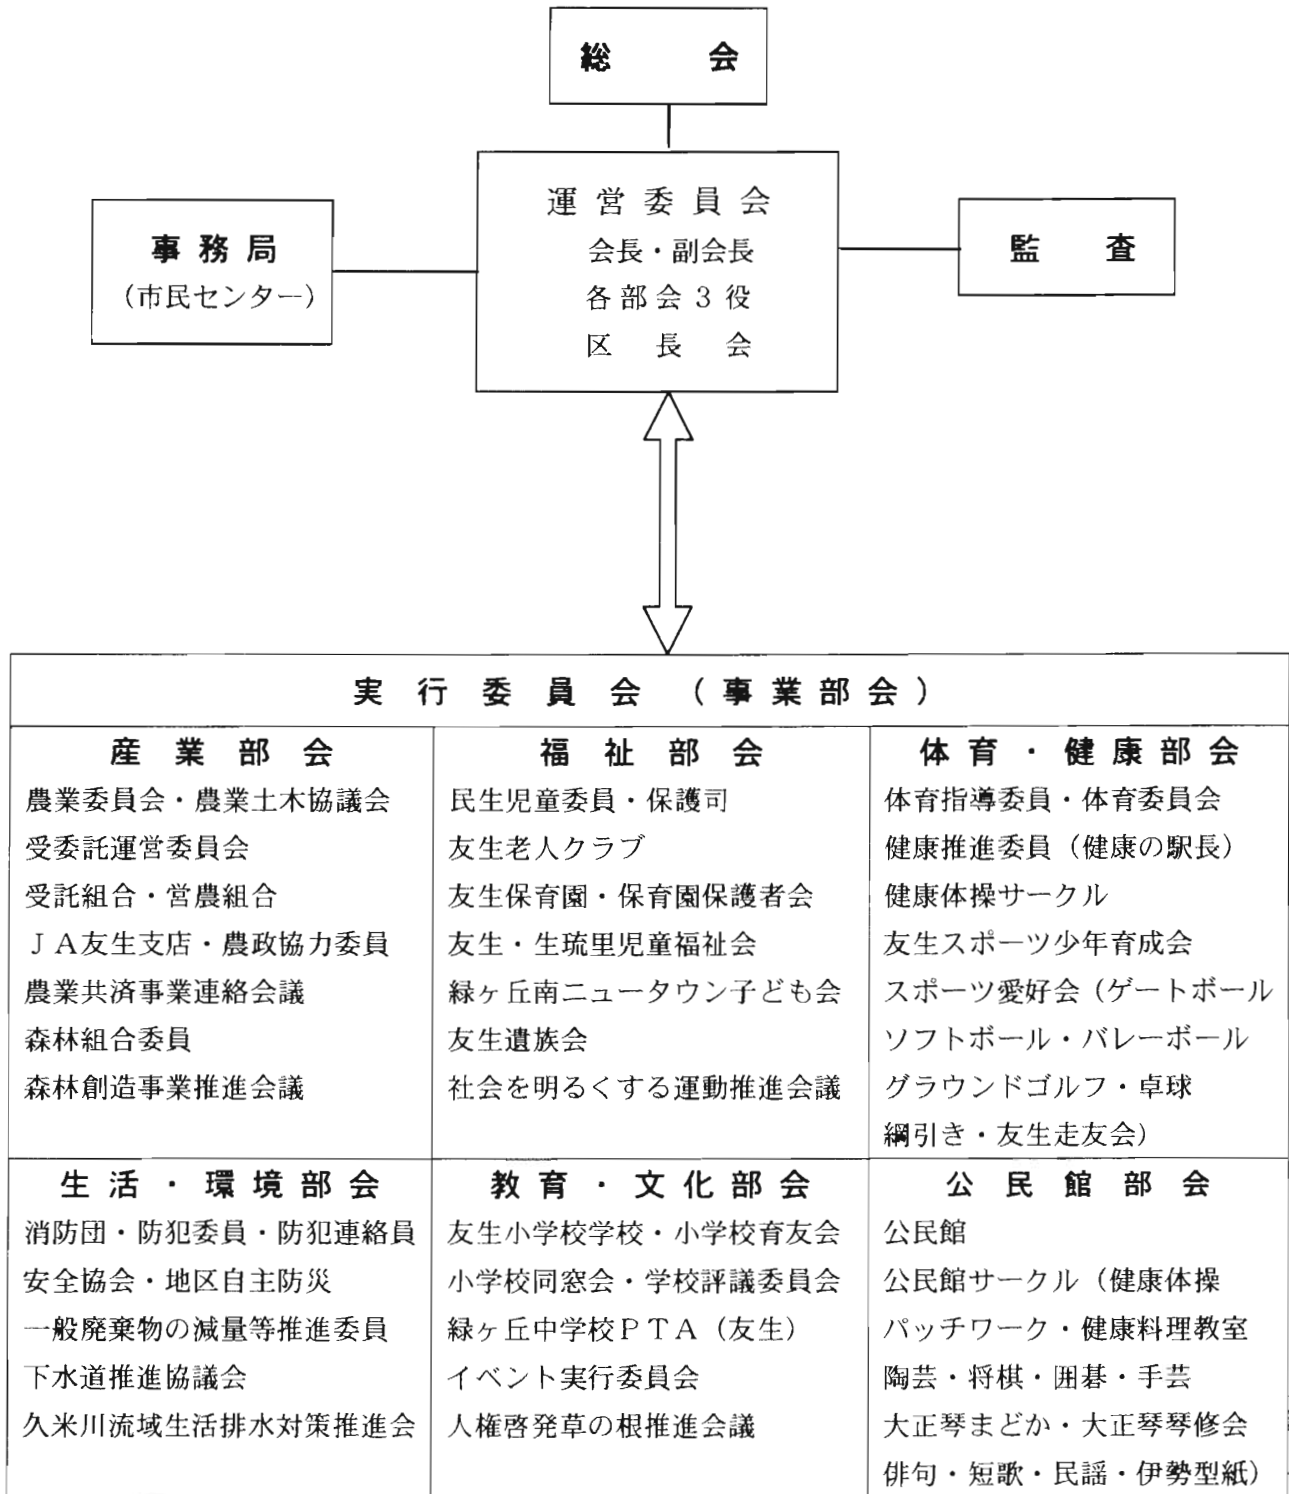 総　会
運営委員会
会長・副会長
各部会３役
区　長　会
事務局
（市民センター）
監　査
実行委員会（事業部会）
産業部会
農業委員会・農業土木協議会
受委託運営委員会
受託組合・営農組合
ＪＡ友生支店・農政協力委員
農業共済事業連絡会議
森林組合委員
森林創造事業推進会議
福祉部会
民生児童委員・保護司
友生老人クラブ
友生保育園・保育園保護者会
友生・生琉里児童福祉会
緑ヶ丘南ニュータウン子ども会
友生遺族会
社会を明るくする運動推進会議
体育・健康部会
体育指導委員・体育委員会
健康推進委員（健康の駅長）
健康体操サークル
友生スポーツ少年育成会
スポーツ愛好会（ゲートボール
ソフトボール・バレーボール
グラウンドゴルフ・卓球
綱引き・友生走友会）
生活・環境部会
消防団・防犯委員・防犯連絡員
安全協会・地区自主防災
一般廃棄物の減量等推進委員
下水道推進協議会
久米川流域生活排水対策推進会
教育・文化部会
友生小学校学校・小学校育友会
小学校同窓会・学校評議委員会
緑ヶ丘中学校ＰＴＡ（友生）
イベント実行委員会
人権啓発草の根推進会議
公民館部会
公民館
公民館サークル（健康体操
パッチワーク・健康料理教室
陶芸・将棋・囲碁・手芸
大正琴まどか・大正琴琴修会
俳句・短歌・民謡・伊勢型紙）